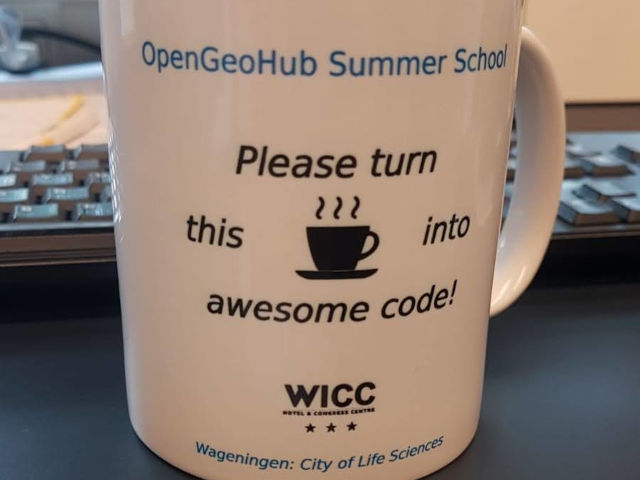 OpenGeoHub Summer School
Please turn
this into
awesome code!
WICC
HOTEL & CONGRESS CENTRE
Wageningen: City of Life Sciences